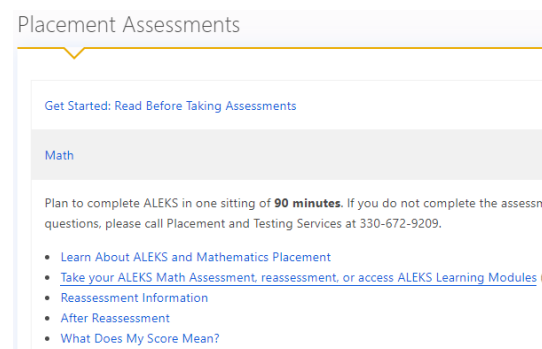 Placement Assessments
Get Started: Read Before Taking Assessments
Math
Plan to complete ALEKS in one sitting of 90 minutes. If you do not complete the
questions, please call Placement and Testing Services at 330-672-9209.
• Learn About ALEKS and Mathematics Placement
• Take your ALEKS Math Assessment, reassessment, or access ALEKS Learning Modules
• Reassessment Information
• After Reassessment
• What Does My Score Mean?